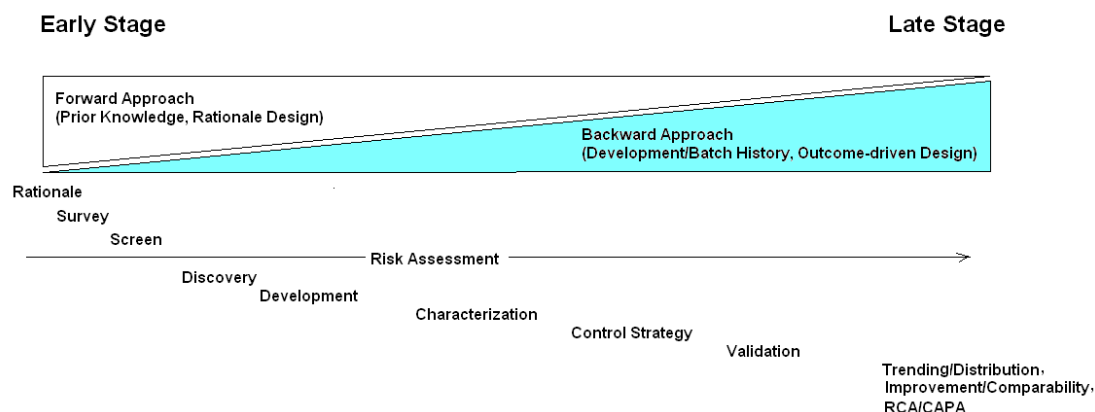 Early Stage
Late Stage
Forward Approach
(Prior Knowledge, Rationale Design)
Backward Approach
(Development/Batch History, Outcome-driven Design)
Rationale
Survey
Screen
Risk Assessment
Discovery
Development
Characterization
Control Strategy
Validation
Trending/Distribution,
Improvement/Comparability,
RCA/CAPA